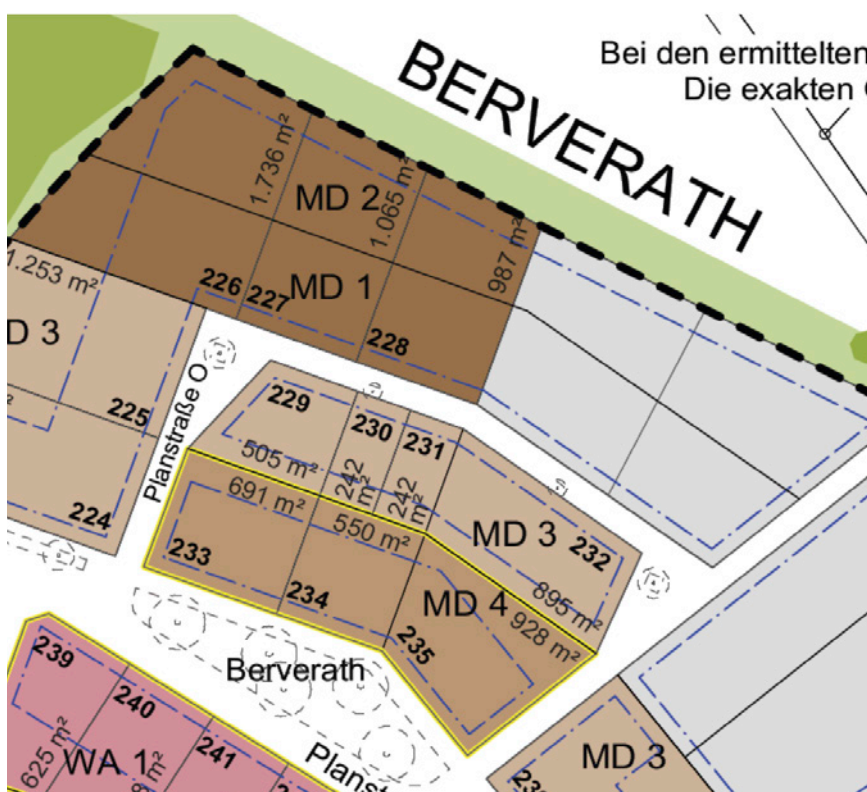 Bei den ermittelten
Die exakten
BERVERATH
1.736 m²
MD 2
1.065 m²
987 m²
1.253 m²
226
227
MD 1
228
D 3
225
Planstraße O
224
229
230
231
505 m²
242 m²
242 m²
691 m²
550 m²
MD 3
232
895 m²
233
234
MD 4
928 m²
235
Berverath
239
240
241
WA 1
625 m²
MD 3